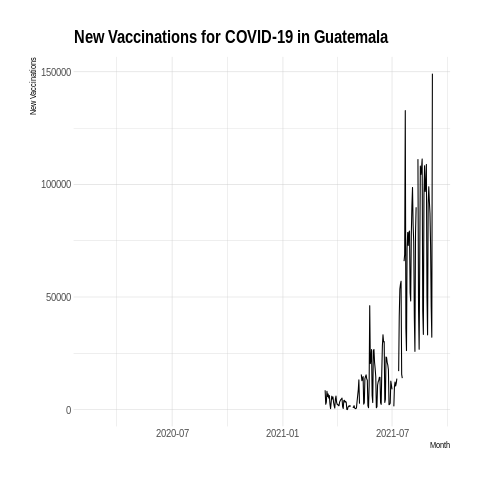 New Vaccinations for COVID-19 in Guatemala
New Vaccinations
150000
100000
50000
0
2020-07
2021-01
2021-07
Month